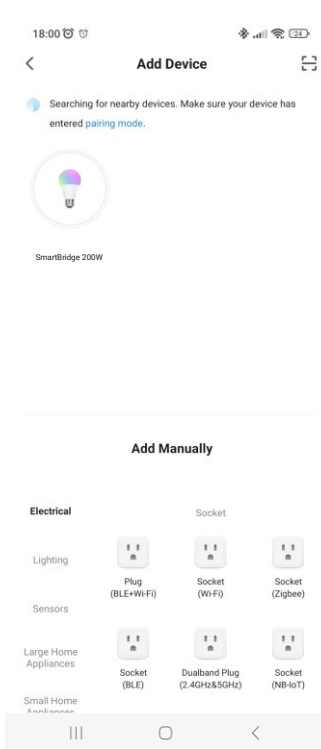 18:00
24
Add Device
Searching for nearby devices. Make sure your device has
entered pairing mode.
SmartBridge 200W
Add Manually
Electrical
Socket
Lighting
Plug
(BLE+Wi-Fi)
Socket
(Wi-Fi)
Socket
(Zigbee)
Sensors
Large Home
Appliances
Socket
(BLE)
Dualband Plug
(2.4GHz&5GHz)
Socket
(NB-IoT)
Small Home
Appliances